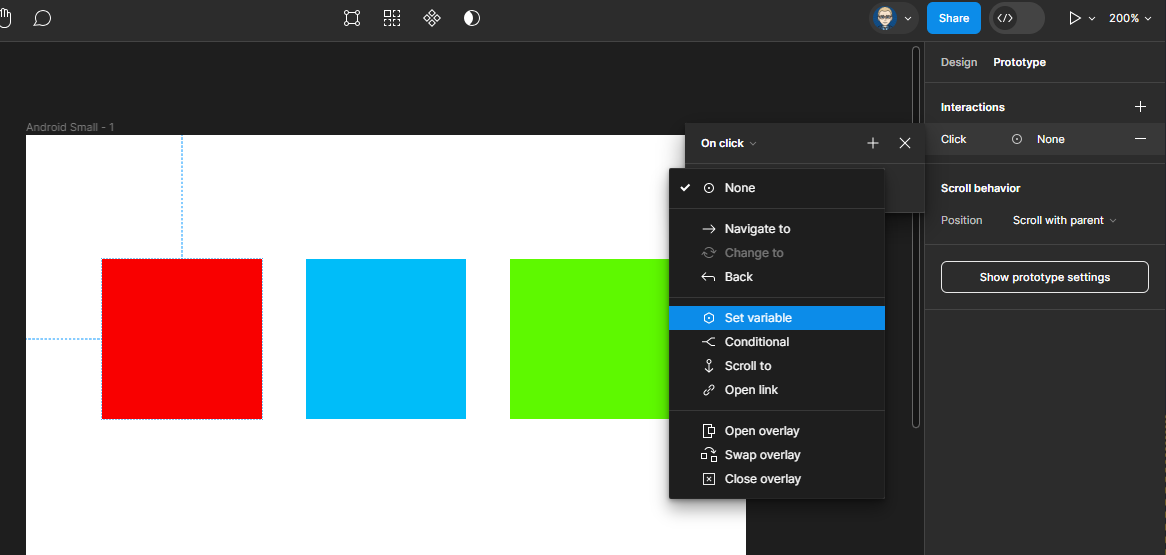 Share
200%
Design Prototype
Interactions
Click None
Scroll behavior
Position Scroll with parent
Show prototype settings
Android Small - 1
On click
None
Navigate to
Change to
Back
Set variable
Conditional
Scroll to
Open link
Open overlay
Swap overlay
Close overlay